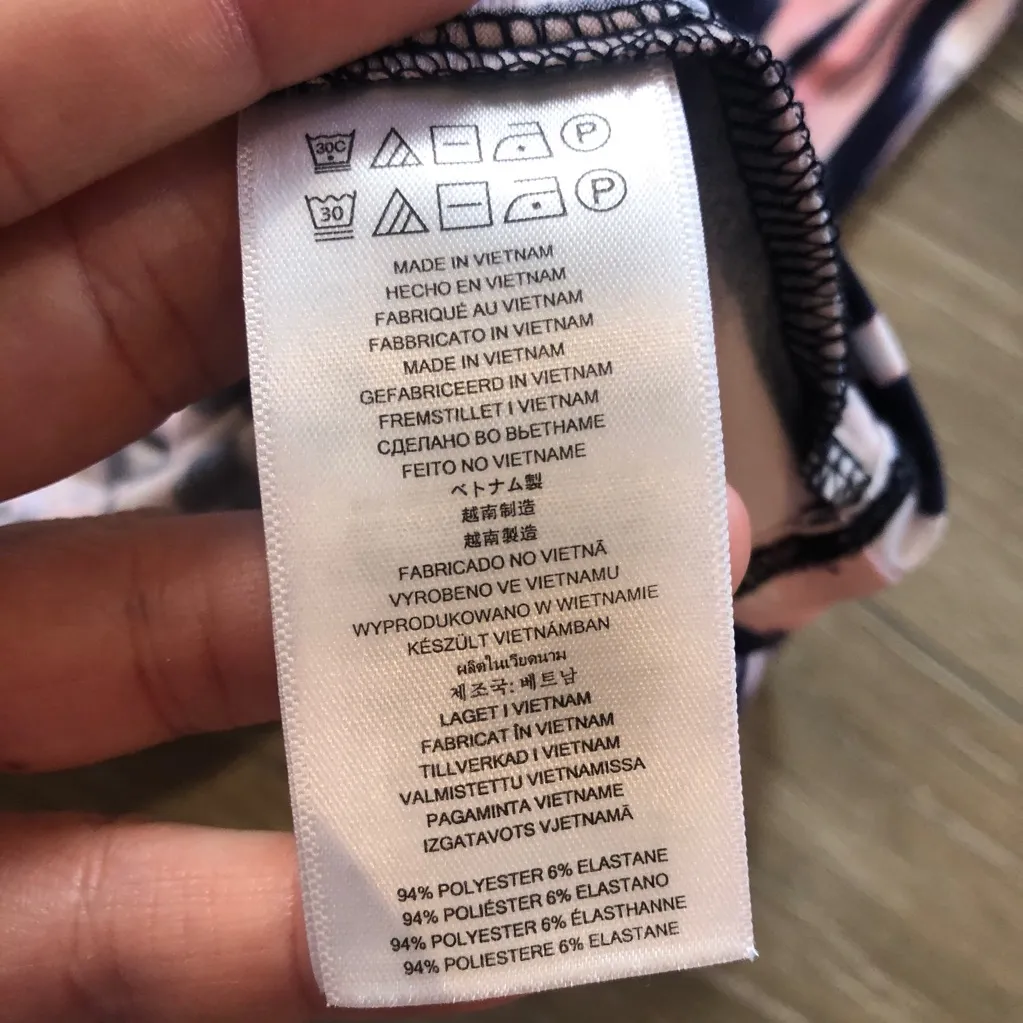 30C P
30 P
MADE IN VIETNAM
HECHO EN VIETNAM
FABRIQUÉ AU VIETNAM
FABBRICATO IN VIETNAM
MADE IN VIETNAM
GEFABRICEERD IN VIETNAM
FREMSTILLET I VIETNAM
СДЕЛАНО ВО ВЬЕТНАМЕ
FEITO NO VIETNAME
ベトナム製
越南制造
越南製造
FABRICADO NO VIETNÃ
VYROBENO VE VIETNAMU
WYPRODUKOWANO W WIETNAMIE
KÉSZÜLT VIETNÁMBAN
ผลิตในเวียดนาม
제조국: 베트남
LAGET I VIETNAM
FABRICAT ÎN VIETNAM
TILLVERKAD I VIETNAM
VALMISTETTU VIETNAMISSA
PAGAMINTA VIETNAME
IZGATAVOTS VJETNAMĀ
94% POLYESTER 6% ELASTANE
94% POLIÉSTER 6% ELASTANO
94% POLYESTER 6% ÉLASTHANNE
94% POLIESTERE 6% ELASTANE